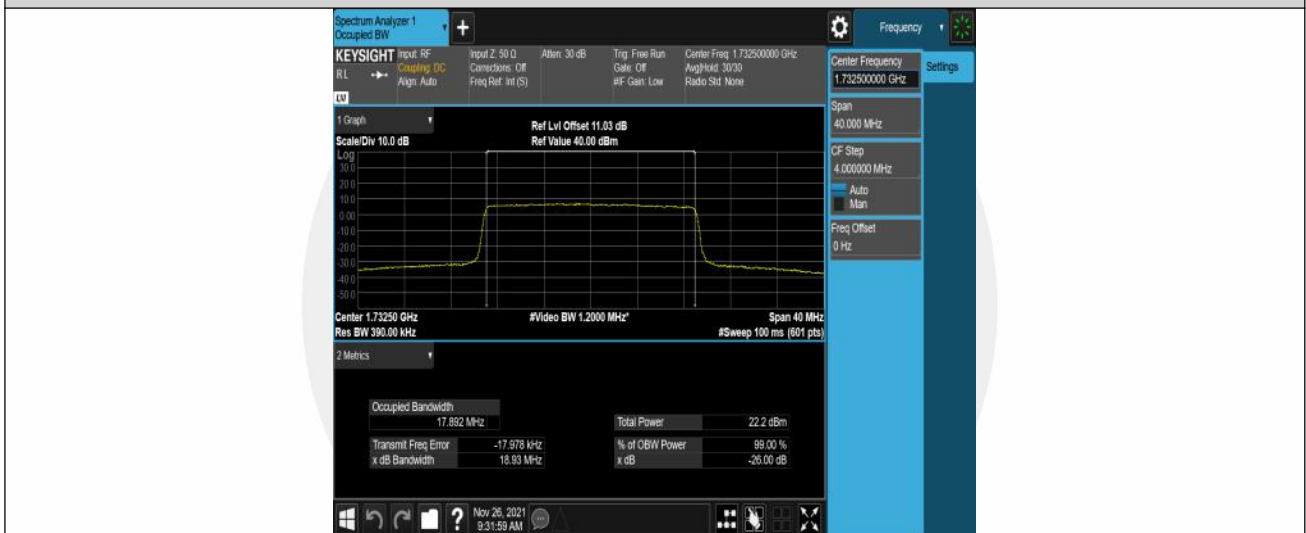 Spectrum Analyzer 1
Occupied BW
+
Frequency
KEYSIGHT Input: RF Input Z: 50 Ω Atten: 30 dB Trig: Free Run Center Freq: 1.732500000 GHz
RL Coupling: DC Corrections: Off Gate: Off Avg|Hold: 30/30
Align: Auto Freq Ref: Int (S) #IF Gain: Low Radio Std: None
LXI
Center Frequency
1.732500000 GHz
Settings
Span
40.000 MHz
CF Step
4.000000 MHz
Auto
Man
Freq Offset
0 Hz
1 Graph
Ref Lvl Offset 11.03 dB
Scale/Div 10.0 dB Ref Value 40.00 dBm
Log
30.0
20.0
10.0
0.00
-10.0
-20.0
-30.0
-40.0
-50.0
Center 1.73250 GHz #Video BW 1.2000 MHz* Span 40 MHz
Res BW 390.00 kHz #Sweep 100 ms (601 pts)
2 Metrics
Occupied Bandwidth
17.892 MHz Total Power 22.2 dBm
Transmit Freq Error -17.978 kHz % of OBW Power 99.00 %
x dB Bandwidth 18.93 MHz x dB -26.00 dB
? Nov 26, 2021
9:31:59 AM